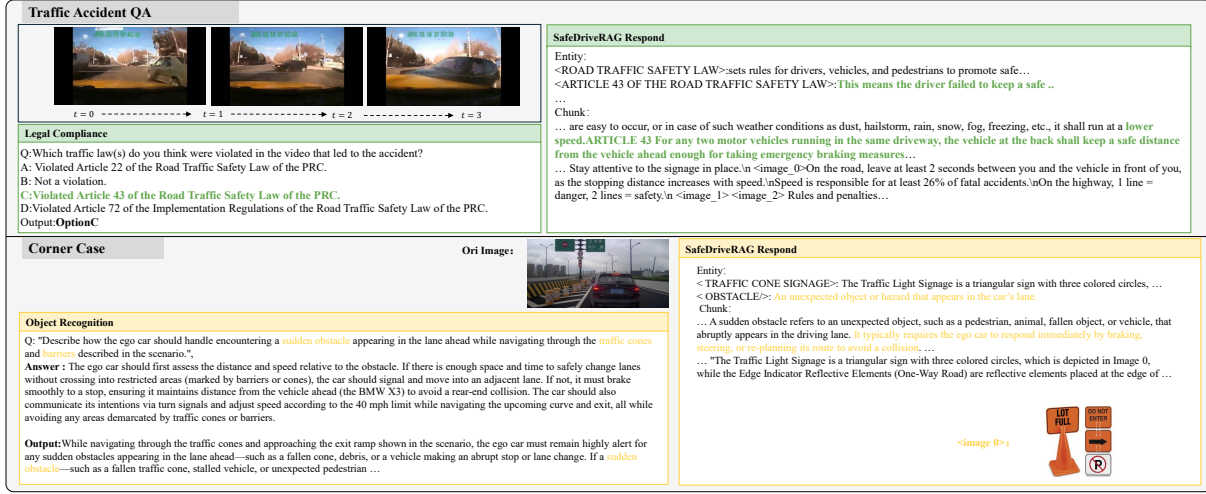 Traffic Accident QA
t = 0
t = 1
t = 2
t = 3
Legal Compliance
Q:Which traffic law(s) do you think were violated in the video that led to the accident?
A: Violated Article 22 of the Road Traffic Safety Law of the PRC.
B: Not a violation.
C:Violated Article 43 of the Road Traffic Safety Law of the PRC.
D:Violated Article 72 of the Implementation Regulations of the Road Traffic Safety Law of the PRC.
Output:OptionC
SafeDriveRAG Respond
Entity:
<ROAD TRAFFIC SAFETY LAW>:sets rules for drivers, vehicles, and pedestrians to promote safe…
<ARTICLE 43 OF THE ROAD TRAFFIC SAFETY LAW>:This means the driver failed to keep a safe ..
…
Chunk:
… are easy to occur, or in case of such weather conditions as dust, hailstorm, rain, snow, fog, freezing, etc., it shall run at a lower
speed.ARTICLE 43 For any two motor vehicles running in the same driveway, the vehicle at the back shall keep a safe distance
from the vehicle ahead enough for taking emergency braking measures…
… Stay attentive to the signage in place.\n <image_0>On the road, leave at least 2 seconds between you and the vehicle in front of you,
as the stopping distance increases with speed.\nSpeed is responsible for at least 26% of fatal accidents.\nOn the highway, 1 line =
danger, 2 lines = safety.\n <image_1> <image_2> Rules and penalties…
Corner Case
Ori Image:
Object Recognition
Q: "Describe how the ego car should handle encountering a sudden obstacle appearing in the lane ahead while navigating through the traffic cones
and barriers described in the scenario.",
Answer : The ego car should first assess the distance and speed relative to the obstacle. If there is enough space and time to safely change lanes
without crossing into restricted areas (marked by barriers or cones), the car should signal and move into an adjacent lane. If not, it must brake
smoothly to a stop, ensuring it maintains distance from the vehicle ahead (the BMW X3) to avoid a rear-end collision. The car should also
communicate its intentions via turn signals and adjust speed according to the 40 mph limit while navigating the upcoming curve and exit, all while
avoiding any areas demarcated by traffic cones or barriers.
Output:While navigating through the traffic cones and approaching the exit ramp shown in the scenario, the ego car must remain highly alert for
any sudden obstacles appearing in the lane ahead—such as a fallen cone, debris, or a vehicle making an abrupt stop or lane change. If a sudden
obstacle—such as a fallen traffic cone, stalled vehicle, or unexpected pedestrian …
SafeDriveRAG Respond
Entity:
< TRAFFIC CONE SIGNAGE>: The Traffic Light Signage is a triangular sign with three colored circles, …
< OBSTACLE/>: An unexpected object or hazard that appears in the car's lane.
Chunk:
… A sudden obstacle refers to an unexpected object, such as a pedestrian, animal, fallen object, or vehicle, that
abruptly appears in the driving lane. It typically requires the ego car to respond immediately by braking,
steering, or re-planning its route to avoid a collision. …
… "The Traffic Light Signage is a triangular sign with three colored circles, which is depicted in Image 0,
while the Edge Indicator Reflective Elements (One-Way Road) are reflective elements placed at the edge of …
<image 0>:
LOT
FULL
DO NOT
ENTER
P